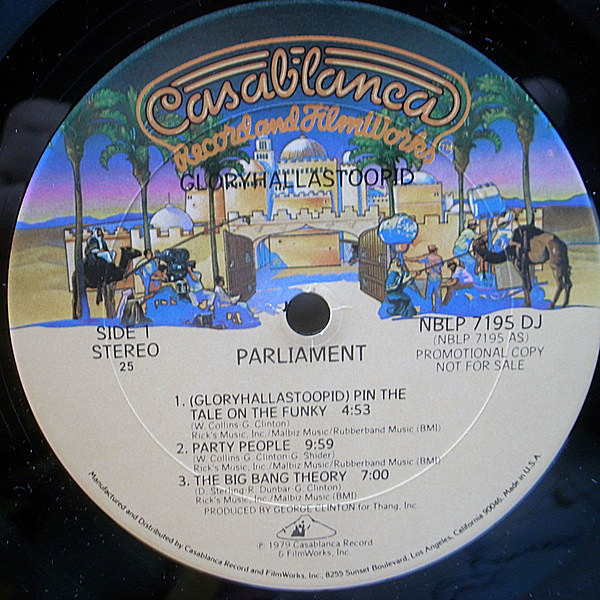 Casablanca
Record and FilmWorks
GLORYHALLASTOOPID
SIDE 1
STEREO
25
NBLP 7195 DJ
(NBLP 7195 AS)
PROMOTIONAL COPY
NOT FOR SALE
PARLIAMENT
1. (GLORYHALLASTOOPID) PIN THE
TALE ON THE FUNKY 4:53
(W. Collins-G. Clinton)
Rick's Music, Inc./Malbiz Music/Rubberband Music (BMI)
2. PARTY PEOPLE 9:59
(W. Collins-G. Clinton-G. Shider)
Rick's Music, Inc./Malbiz Music/Rubberband Music (BMI)
3. THE BIG BANG THEORY 7:00
(D. Sterling-R. Dunbar-G. Clinton)
Rick's Music, Inc./Malbiz Music (BMI)
PRODUCED BY GEORGE CLINTON for Thang, Inc.
℗ 1979 Casablanca Record
& FilmWorks, Inc.
Manufactured and Distributed by Casablanca Record and FilmWorks, Inc., 8255 Sunset Boulevard, Los Angeles, California 90046. Made in U.S.A.